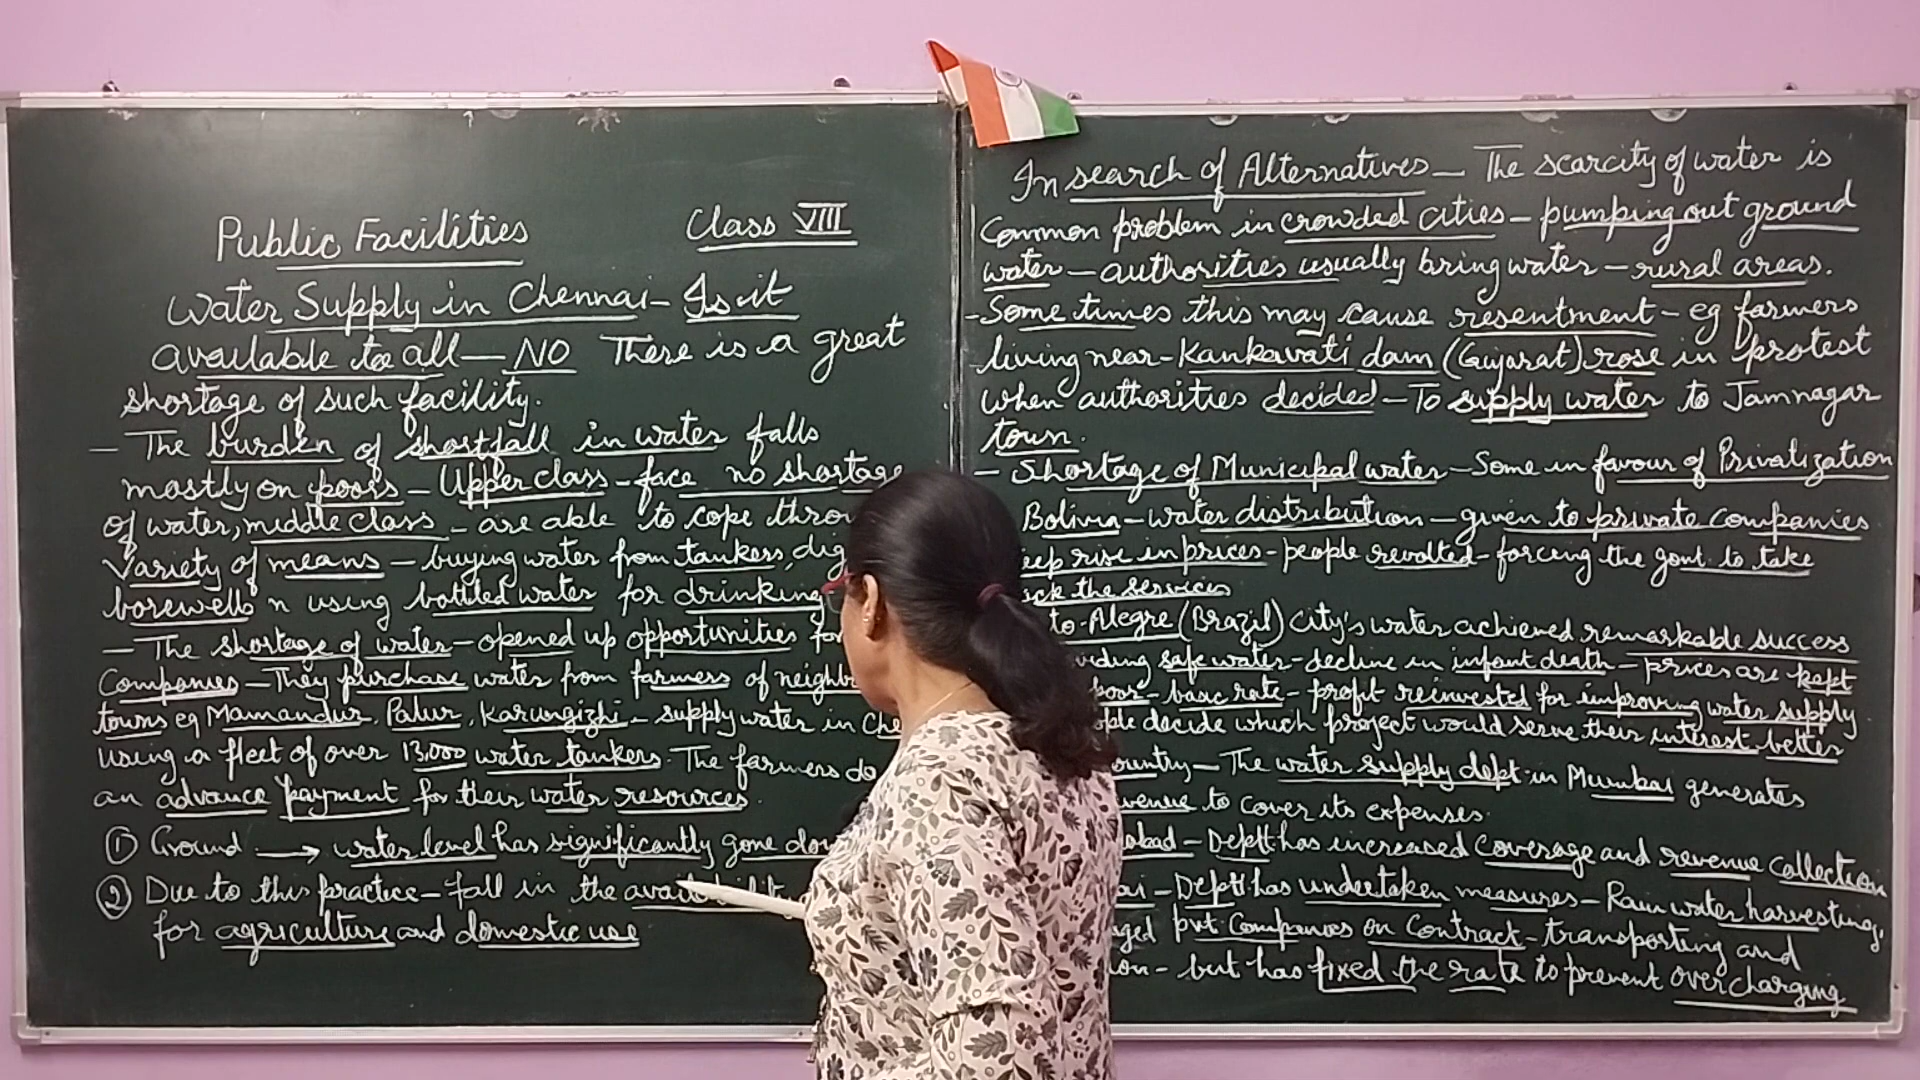 Public Facilities Class VIII
Water Supply in Chennai- Is it
available to all — NO There is a great
shortage of such facility.
- The burden of shortfall in water falls
mostly on poors - Upper class - face no shortage
of water, middle class - are able to cope
Variety of means - buying water from tankers,
borewells n using bottled water for drinking
- The shortage of water - opened up opportunities
Companies - They purchase water from farmers of
towns eg Mamandur, Palur, Karungizhi - supply water in
using a fleet of over 13,000 water tankers. The farmers
an advance payment for their water resources.
① Ground → water level has significantly gone
② Due to this practice - fall in the
for agriculture and domestic use
In search of Alternatives - The scarcity of water is
Common problem in crowded cities - pumping out ground
water - authorities usually bring water - rural areas.
- Some times this may cause resentment - eg farmers
living near - Kankavati dam (Gujarat) rose in protest
when authorities decided - To supply water to Jamnagar
town.
- Shortage of Municipal water - Some in favour of Privatization
Bolivia - water distribution - given to private companies
rise in prices - people revolted - forcing the govt. to take
the services
Alegre (Brazil) City's water achieved remarkable success
safe water - decline in infant death - prices are kept
poor - basic rate - profit reinvested for improving water supply
decide which project would serve their interest better
- The water supply dept. in Mumbai generates
to cover its expenses.
- Deptt has increased coverage and revenue collection
- Deptt has undertaken measures - Rain water harvesting,
pvt Companies on Contract - transporting and
- but has fixed the rate to prevent overcharging